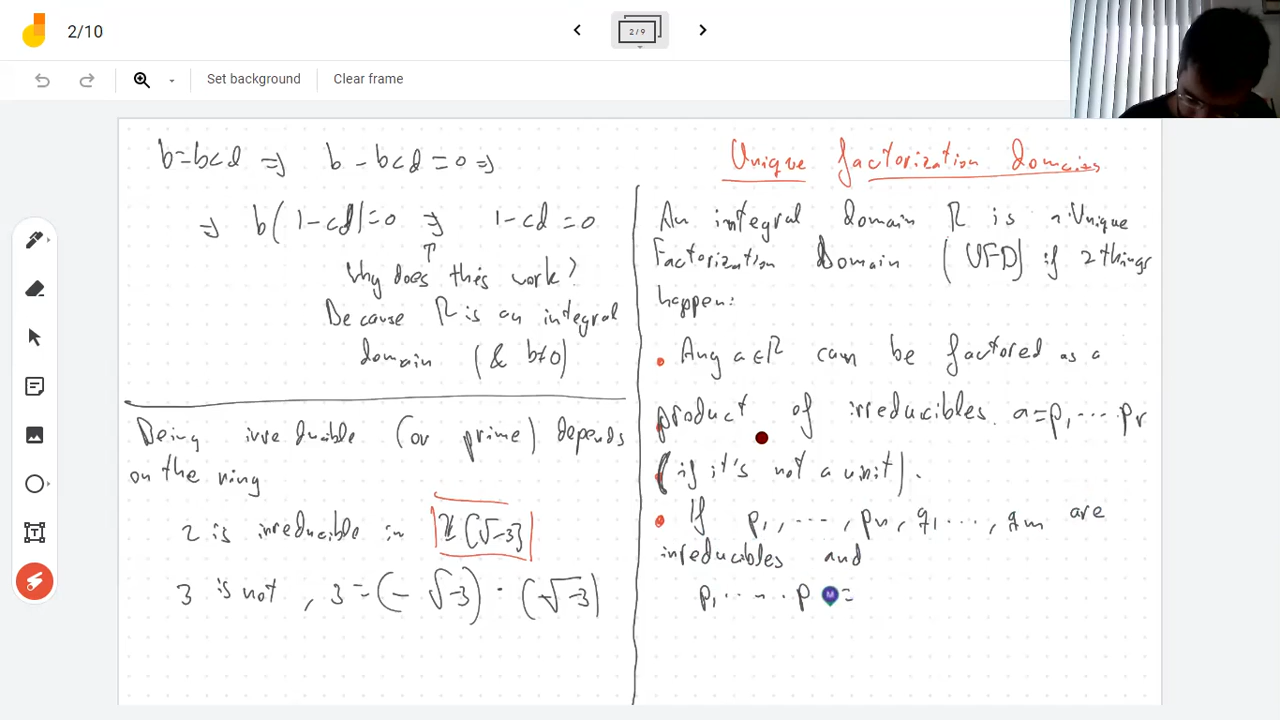 2/10
2/9
Set background
Clear frame
b=bcd ⇒ b - bcd = 0 ⇒
⇒ b(1-cd)=0 ⇒ 1-cd=0
↑
Why does this work?
Because R is an integral
domain (& b≠0)
Being irreducible (or prime) depends
on the ring
2 is irreducible in ℤ[√-3]
3 is not, 3=(-√-3)·(√-3)
Unique factorization domains
An integral domain R is a Unique
Factorization Domain (UFD) if 2 things
happen:
• Any a∈R can be factored as a
product of irreducibles. a=p₁....pr
(if it's not a unit).
• If p₁,...,pn,q₁...,qm are
irreducibles and
p₁.....p M =